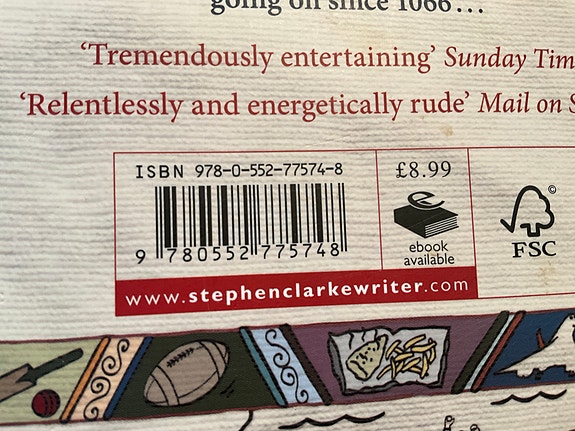 going on since 1066...
'Tremendously entertaining' Sunday Tim
'Relentlessly and energetically rude' Mail on S
ISBN 978-0-552-77574-8
9 780552 775748
£8.99
e
ebook
available
©
FSC
www.stephenclarkewriter.com